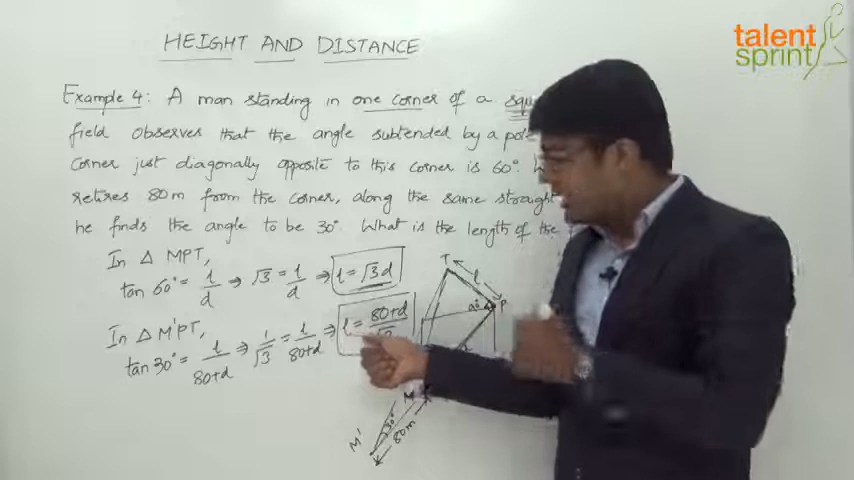 talent
sprint
HEIGHT AND DISTANCE
Example 4: A man standing in one corner of a
field observes that the angle subtended by a pole
corner just diagonally opposite to this corner is 60°.
retires 80m from the corner, along the same straight
he finds the angle to be 30°. What is the length of the
In Δ MPT,
tan 60° = l/d ⇒ √3 = l/d ⇒ l = √3d
In Δ M'PT,
tan 30° = l/80+d ⇒ 1/√3 = l/80+d ⇒ l = 80+d/√3
T
l
P
M
30°
M'
80m